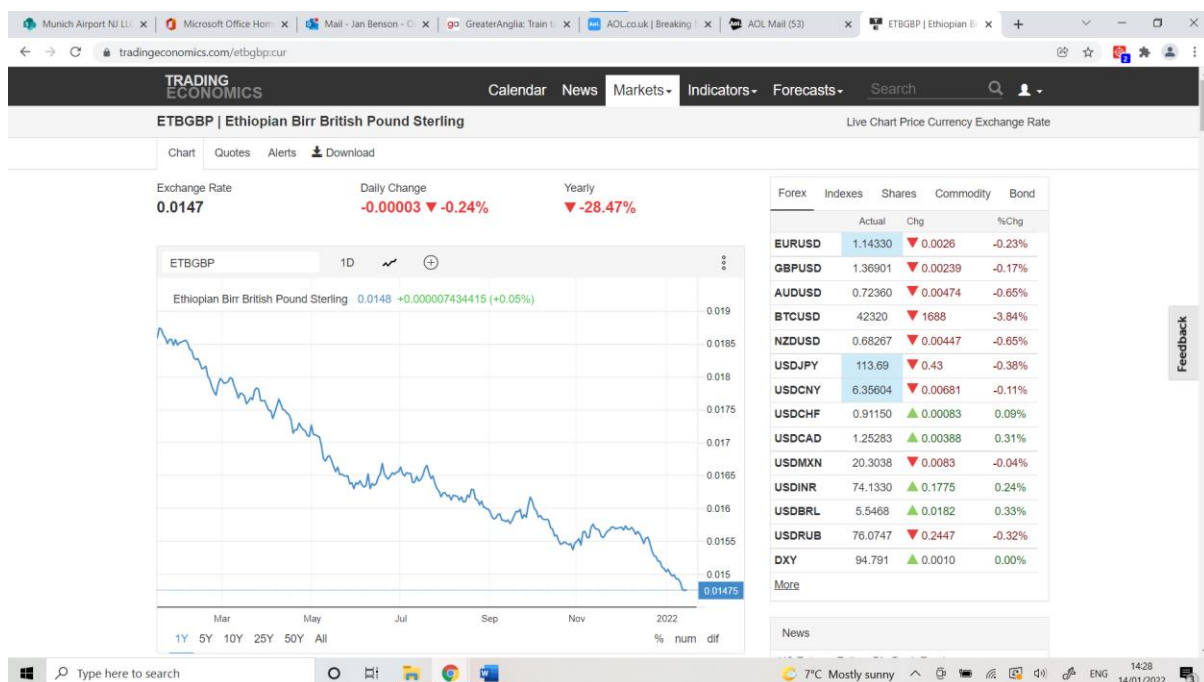 Munich Airport NJ LLC
Microsoft Office Hom
Mail - Jan Benson - O
go GreaterAnglia: Train t
AOL.co.uk | Breaking
AOL Mail (53)
ETBGBP | Ethiopian B
tradingeconomics.com/etbgbp:cur
2
TRADING
ECONOMICS
Calendar News Markets Indicators Forecasts Search
ETBGBP | Ethiopian Birr British Pound Sterling
Live Chart Price Currency Exchange Rate
Chart Quotes Alerts Download
Exchange Rate
0.0147
Daily Change
-0.00003 ▼ -0.24%
Yearly
▼ -28.47%
ETBGBP 1D
Ethiopian Birr British Pound Sterling 0.0148 +0.000007434415 (+0.05%)
0.019
0.0185
0.018
0.0175
0.017
0.0165
0.016
0.0155
0.015
0.01475
Mar May Jul Sep Nov 2022
1Y 5Y 10Y 25Y 50Y All
% num dif
Forex Indexes Shares Commodity Bond
Actual Chg %Chg
EURUSD 1.14330 ▼ 0.0026 -0.23%
GBPUSD 1.36901 ▼ 0.00239 -0.17%
AUDUSD 0.72360 ▼ 0.00474 -0.65%
BTCUSD 42320 ▼ 1688 -3.84%
NZDUSD 0.68267 ▼ 0.00447 -0.65%
USDJPY 113.69 ▼ 0.43 -0.38%
USDCNY 6.35604 ▼ 0.00681 -0.11%
USDCHF 0.91150 ▲ 0.00083 0.09%
USDCAD 1.25283 ▲ 0.00388 0.31%
USDMXN 20.3038 ▼ 0.0083 -0.04%
USDINR 74.1330 ▲ 0.1775 0.24%
USDBRL 5.5468 ▲ 0.0182 0.33%
USDRUB 76.0747 ▼ 0.2447 -0.32%
DXY 94.791 ▲ 0.0010 0.00%
More
News
Feedback
Type here to search
7°C Mostly sunny
ENG
14:28
14/01/2022